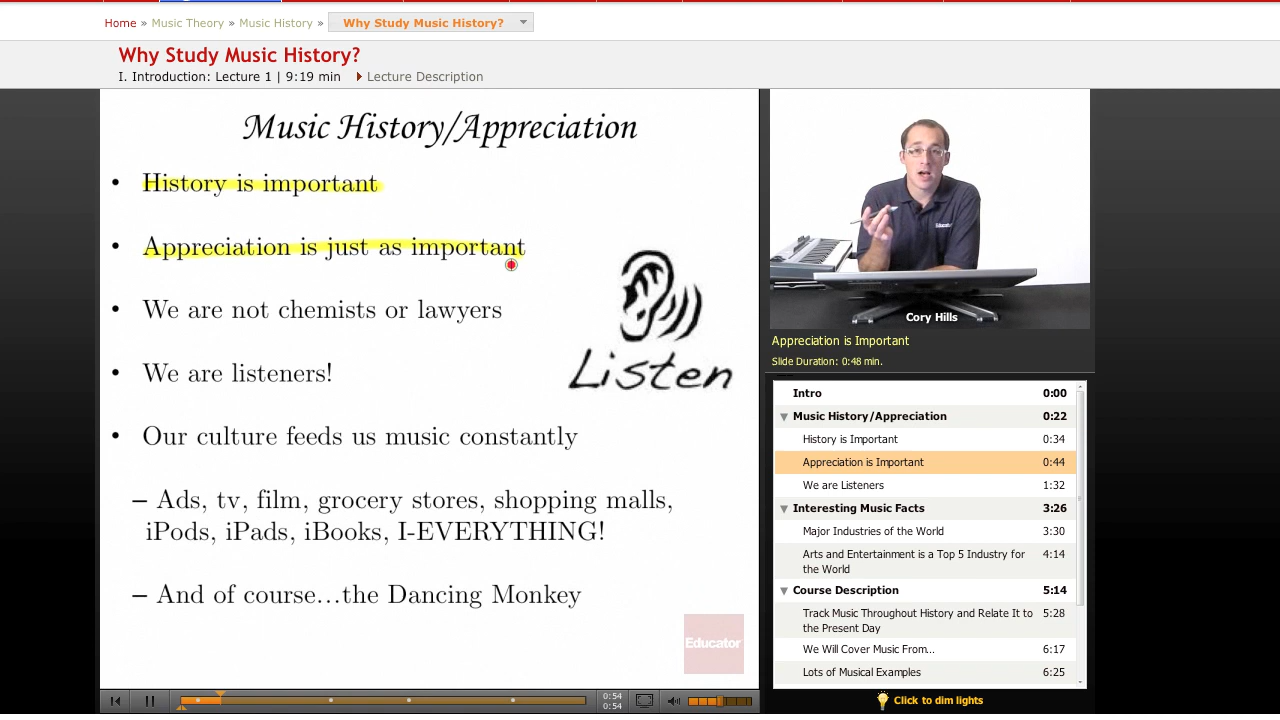 Home » Music Theory » Music History » Why Study Music History?
Why Study Music History?
I. Introduction: Lecture 1 | 9:19 min Lecture Description
Music History/Appreciation
• History is important
• Appreciation is just as important
• We are not chemists or lawyers
• We are listeners!
Listen
• Our culture feeds us music constantly
– Ads, tv, film, grocery stores, shopping malls,
iPods, iPads, iBooks, I-EVERYTHING!
– And of course...the Dancing Monkey
Educator
0:54
0:54
Educator
Cory Hills
Appreciation is Important
Slide Duration: 0:48 min.
Intro 0:00
Music History/Appreciation 0:22
History is Important 0:34
Appreciation is Important 0:44
We are Listeners 1:32
Interesting Music Facts 3:26
Major Industries of the World 3:30
Arts and Entertainment is a Top 5 Industry for 4:14
the World
Course Description 5:14
Track Music Throughout History and Relate It to 5:28
the Present Day
We Will Cover Music From... 6:17
Lots of Musical Examples 6:25
Click to dim lights